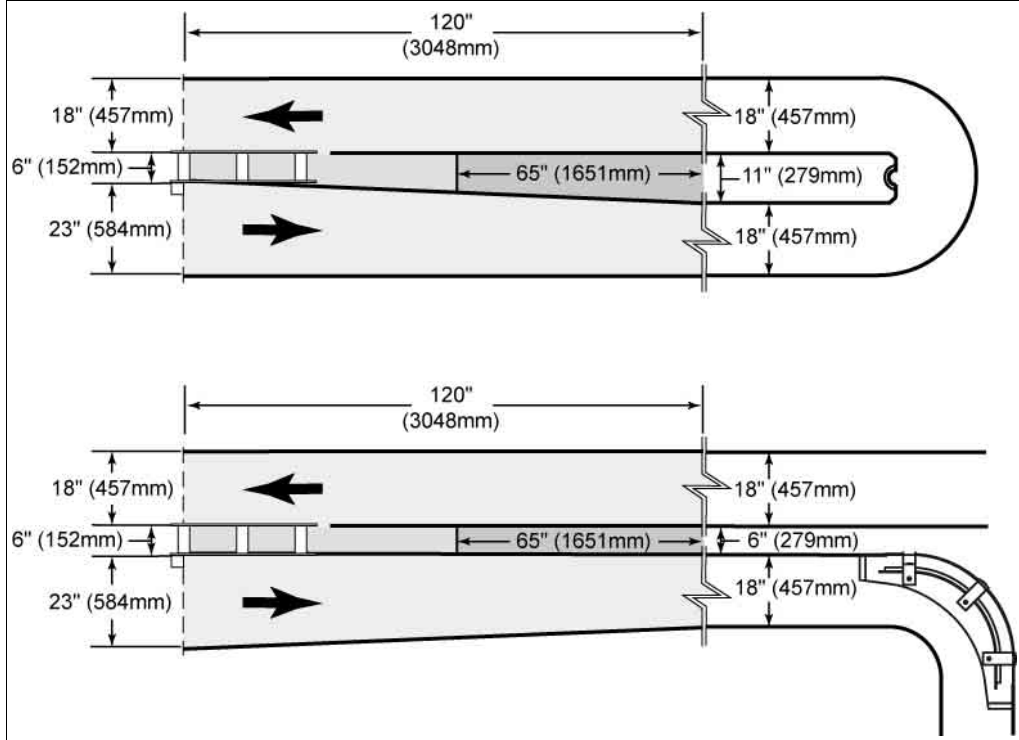 120"
(3048mm)
18" (457mm)
18" (457mm)
6" (152mm)
65" (1651mm)
11" (279mm)
23" (584mm)
18" (457mm)
120"
(3048mm)
18" (457mm)
18" (457mm)
6" (152mm)
65" (1651mm)
6" (279mm)
23" (584mm)
18" (457mm)